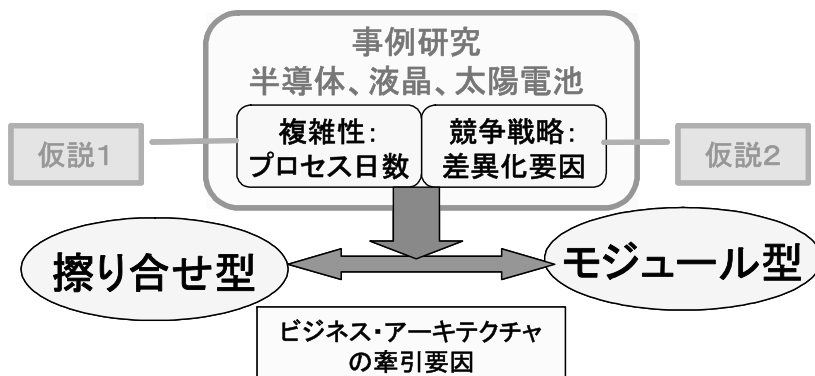 事例研究
半導体、液晶、太陽電池
仮説1
複雑性：
プロセス日数
競争戦略：
差異化要因
仮説2
擦り合せ型
モジュール型
ビジネス・アーキテクチャ
の牽引要因